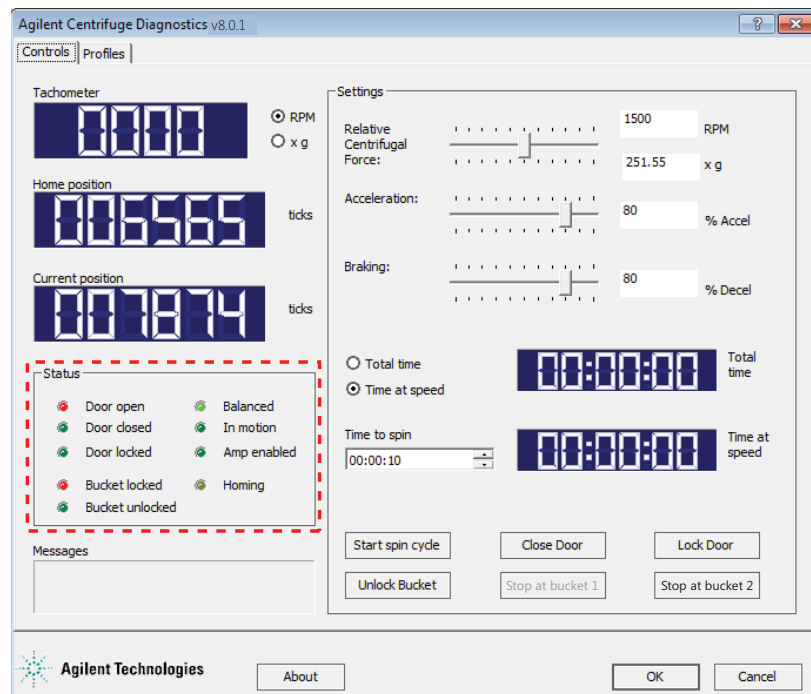 Agilent Centrifuge Diagnostics v8.0.1
Controls
Profiles
Tachometer
0000
RPM
x g
Home position
006565
ticks
Current position
007874
ticks
Status
Door open
Balanced
Door closed
In motion
Door locked
Amp enabled
Bucket locked
Homing
Bucket unlocked
Messages
Settings
Relative
Centrifugal
Force:
1500
RPM
251.55
x g
Acceleration:
80
% Accel
Braking:
80
% Decel
Total time
Time at speed
00:00:00
Total
time
Time to spin
00:00:10
00:00:00
Time at
speed
Start spin cycle
Close Door
Lock Door
Unlock Bucket
Stop at bucket 1
Stop at bucket 2
Agilent Technologies
About
OK
Cancel